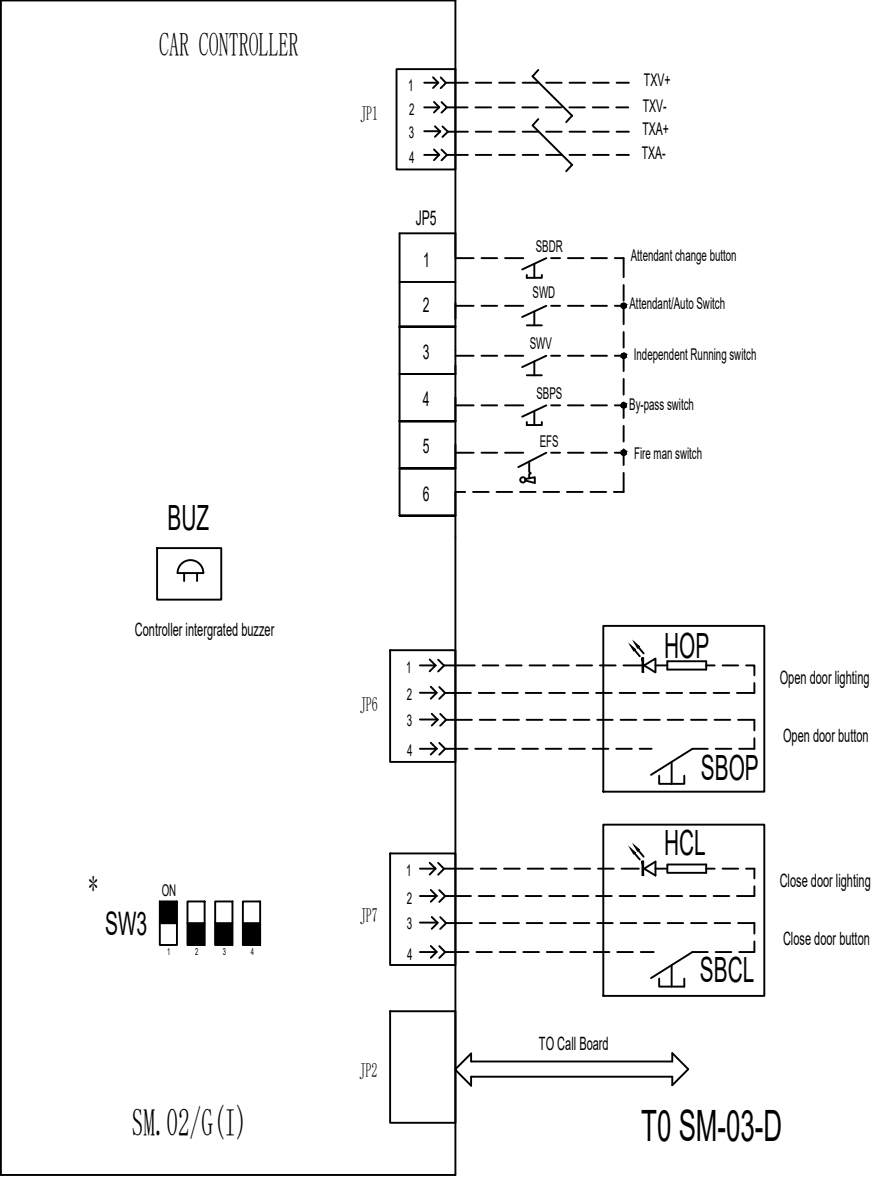 CAR CONTROLLER
JP1
1
2
3
4
TXV+
TXV-
TXA+
TXA-
JP5
1
SBDR
Attendant change button
2
SWD
Attendant/Auto Switch
3
SWV
Independent Running switch
4
SBPS
By-pass switch
5
EFS
Fire man switch
6
BUZ
Controller intergrated buzzer
JP6
1
2
3
4
HOP
Open door lighting
Open door button
SBOP
*
SW3
ON
1 2 3 4
JP7
1
2
3
4
HCL
Close door lighting
Close door button
SBCL
JP2
TO Call Board
SM.02/G(I)
TO SM-03-D